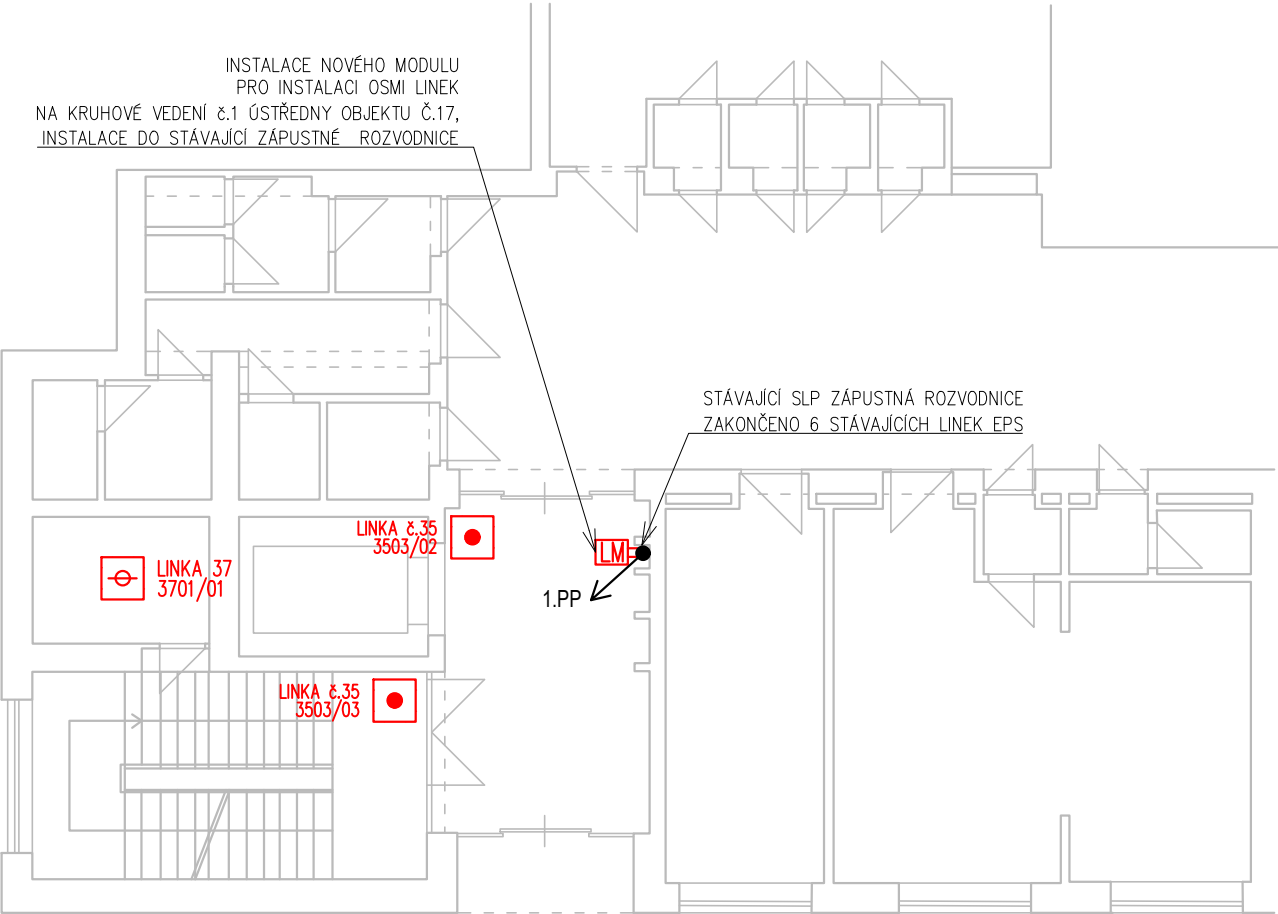 INSTALACE NOVÉHO MODULU
PRO INSTALACI OSMI LINEK
NA KRUHOVÉ VEDENÍ č.1 ÚSTŘEDNY OBJEKTU Č.17,
INSTALACE DO STÁVAJÍCÍ ZÁPUSTNÉ ROZVODNICE
STÁVAJÍCÍ SLP ZÁPUSTNÁ ROZVODNICE
ZAKONČENO 6 STÁVAJÍCÍCH LINEK EPS
LINKA č.35
3503/02
LM
LINKA 37
3701/01
1.PP
LINKA č.35
3503/03